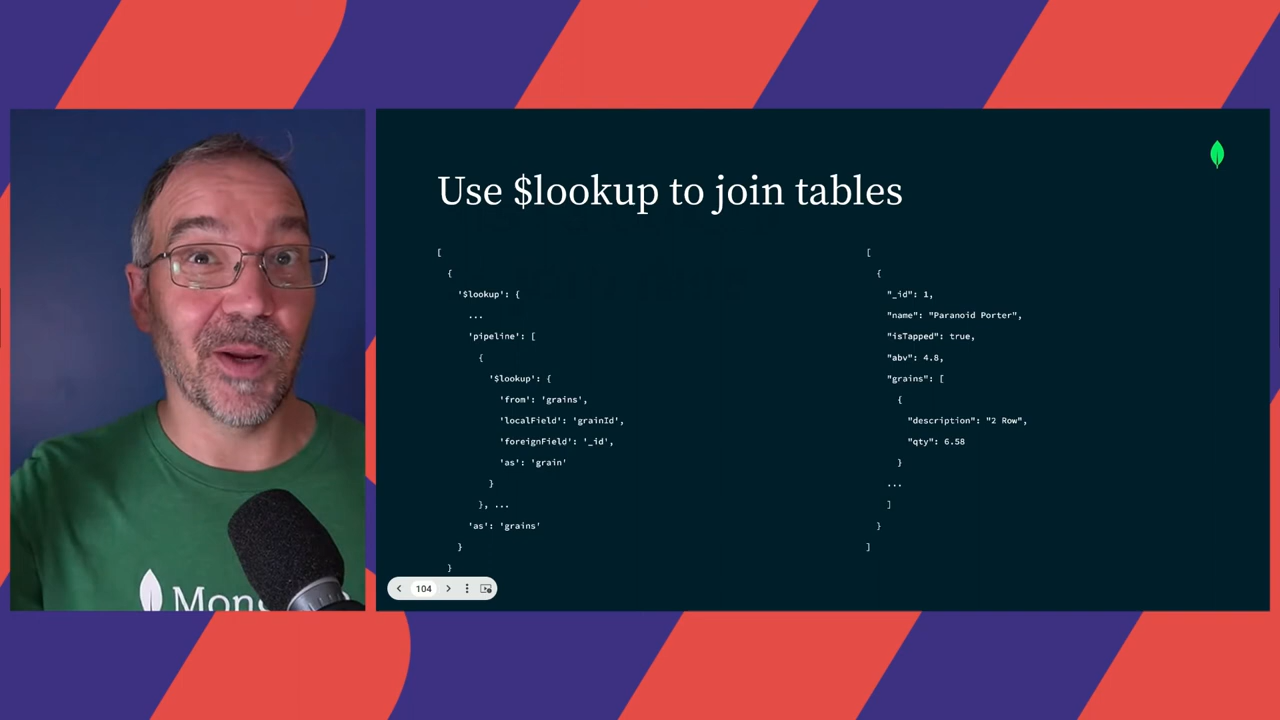 Use $lookup to join tables
[
{
'$lookup': {
...
'pipeline': [
{
'$lookup': {
'from': 'grains',
'localField': 'grainId',
'foreignField': '_id',
'as': 'grain'
}
}, ...
'as': 'grains'
}
}
[
{
"_id": 1,
"name": "Paranoid Porter",
"isTapped": true,
"abv": 4.8,
"grains": [
{
"description": "2 Row",
"qty": 6.58
}
...
]
}
]
104